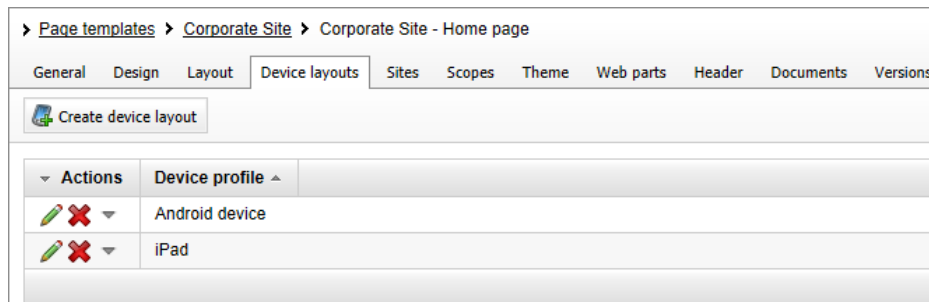 Page templates Corporate Site Corporate Site - Home page
General Design Layout Device layouts Sites Scopes Theme Web parts Header Documents Versions
Create device layout
Actions Device profile
Android device
iPad